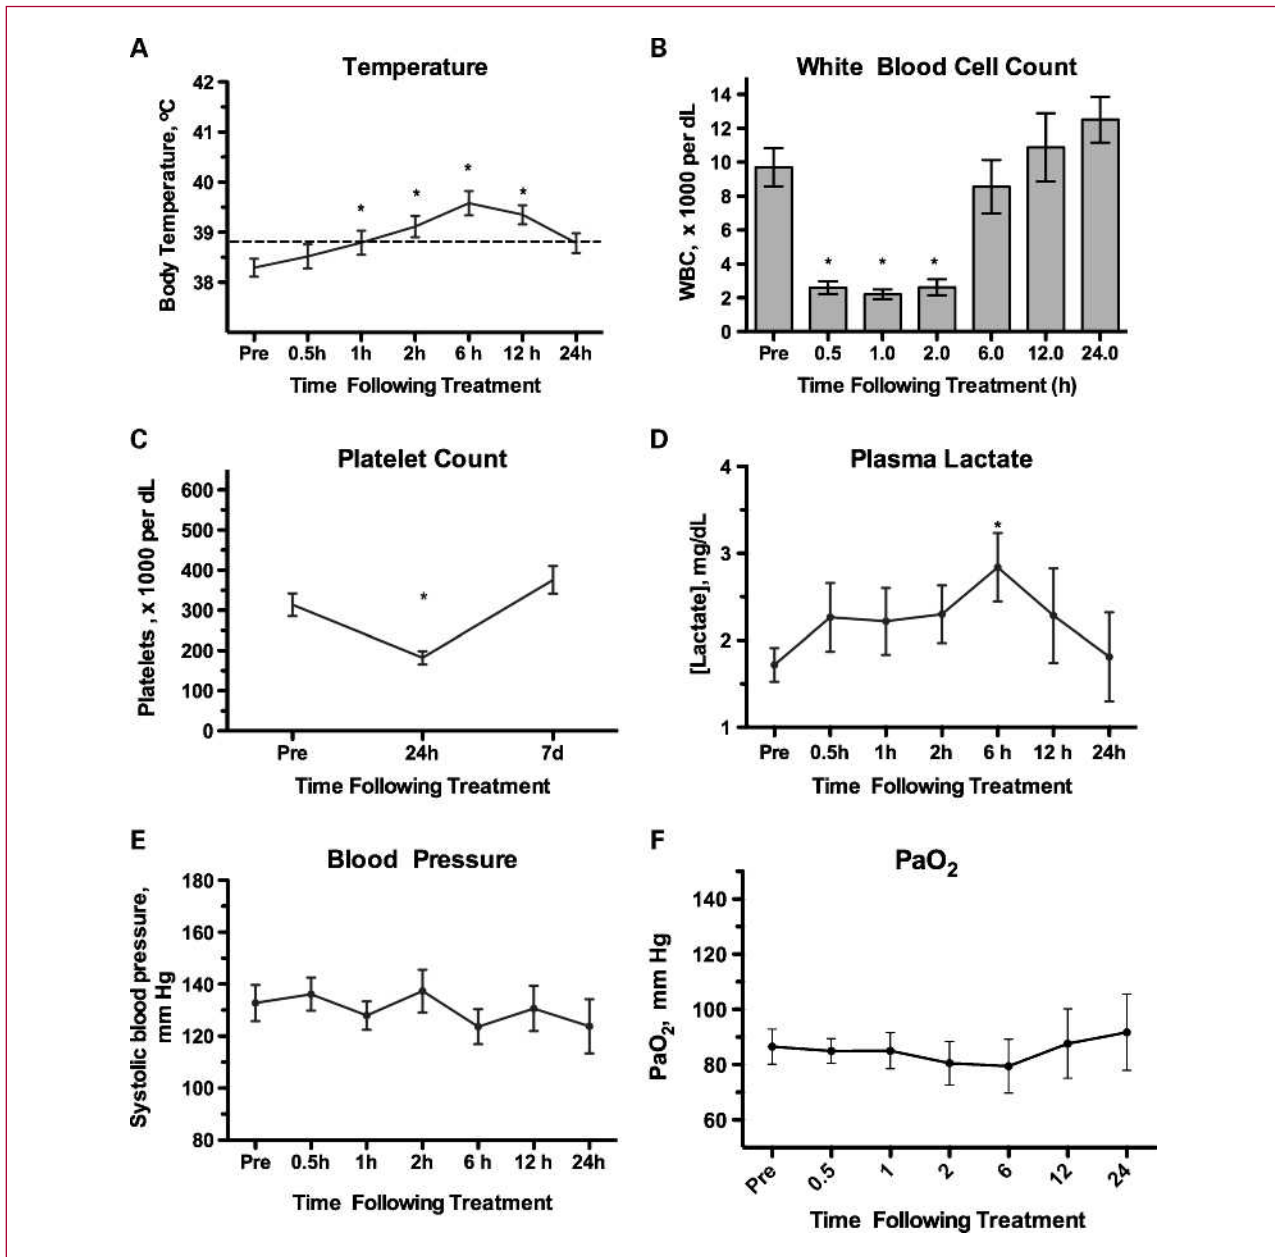 A
Temperature
Body Temperature, ºC
42
41
40
39
38
*
*
*
*
Pre 0.5h 1h 2h 6 h 12 h 24h
Time Following Treatment
B
White Blood Cell Count
WBC, x 1000 per dL
14
12
10
8
6
4
2
0
* * *
Pre 0.5 1.0 2.0 6.0 12.0 24.0
Time Following Treatment (h)
C
Platelet Count
Platelets , x 1000 per dL
600
500
400
300
200
100
0
*
Pre 24h 7d
Time Following Treatment
D
Plasma Lactate
[Lactate], mg/dL
4
3
2
1
*
Pre 0.5h 1h 2h 6 h 12 h 24h
Time Following Treatment
E
Blood Pressure
Systolic blood pressure,
mm Hg
180
160
140
120
100
80
Pre 0.5h 1h 2h 6 h 12 h 24h
Time Following Treatment
F
PaO2
PaO2, mm Hg
140
120
100
80
60
Pre 0.5 1 2 6 12 24
Time Following Treatment